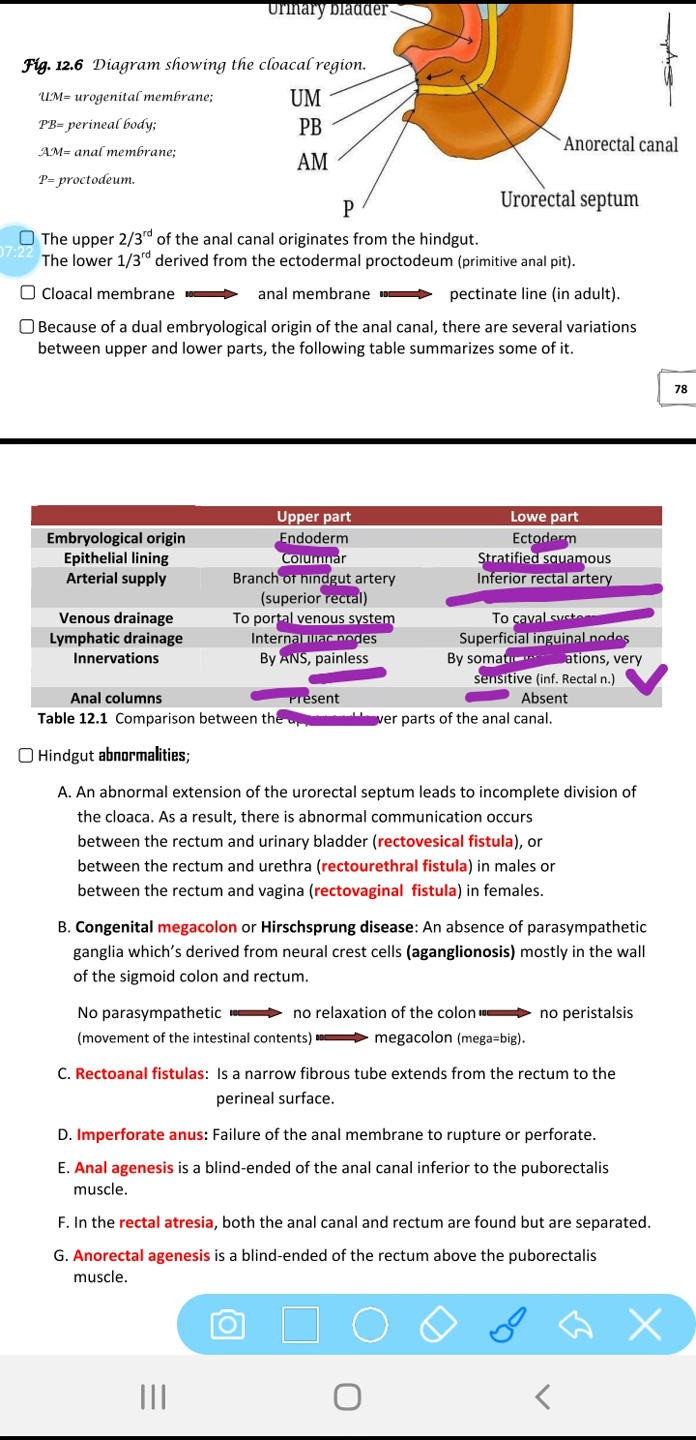 Urinary bladder
Fig. 12.6 Diagram showing the cloacal region.
UM= urogenital membrane;
UM
PB= perineal body;
PB
AM= anal membrane;
AM
Anorectal canal
P= proctodeum.
P
Urorectal septum
07:22
The upper 2/3rd of the anal canal originates from the hindgut.
The lower 1/3rd derived from the ectodermal proctodeum (primitive anal pit).
Cloacal membrane anal membrane pectinate line (in adult).
Because of a dual embryological origin of the anal canal, there are several variations
between upper and lower parts, the following table summarizes some of it.
78
Upper part Lowe part
Embryological origin Endoderm Ectoderm
Epithelial lining Columnar Stratified squamous
Arterial supply Branch of hindgut artery Inferior rectal artery
(superior rectal)
Venous drainage To portal venous system To caval system
Lymphatic drainage Internal iliac nodes Superficial inguinal nodes
Innervations By ANS, painless By somatic very
sensitive (inf. Rectal n.)
Anal columns Present Absent
Table 12.1 Comparison between the upper and lower parts of the anal canal.
Hindgut abnormalities;
A. An abnormal extension of the urorectal septum leads to incomplete division of
the cloaca. As a result, there is abnormal communication occurs
between the rectum and urinary bladder (rectovesical fistula), or
between the rectum and urethra (rectourethral fistula) in males or
between the rectum and vagina (rectovaginal fistula) in females.
B. Congenital megacolon or Hirschsprung disease: An absence of parasympathetic
ganglia which's derived from neural crest cells (aganglionosis) mostly in the wall
of the sigmoid colon and rectum.
No parasympathetic no relaxation of the colon no peristalsis
(movement of the intestinal contents) megacolon (mega=big).
C. Rectoanal fistulas: Is a narrow fibrous tube extends from the rectum to the
perineal surface.
D. Imperforate anus: Failure of the anal membrane to rupture or perforate.
E. Anal agenesis is a blind-ended of the anal canal inferior to the puborectalis
muscle.
F. In the rectal atresia, both the anal canal and rectum are found but are separated.
G. Anorectal agenesis is a blind-ended of the rectum above the puborectalis
muscle.